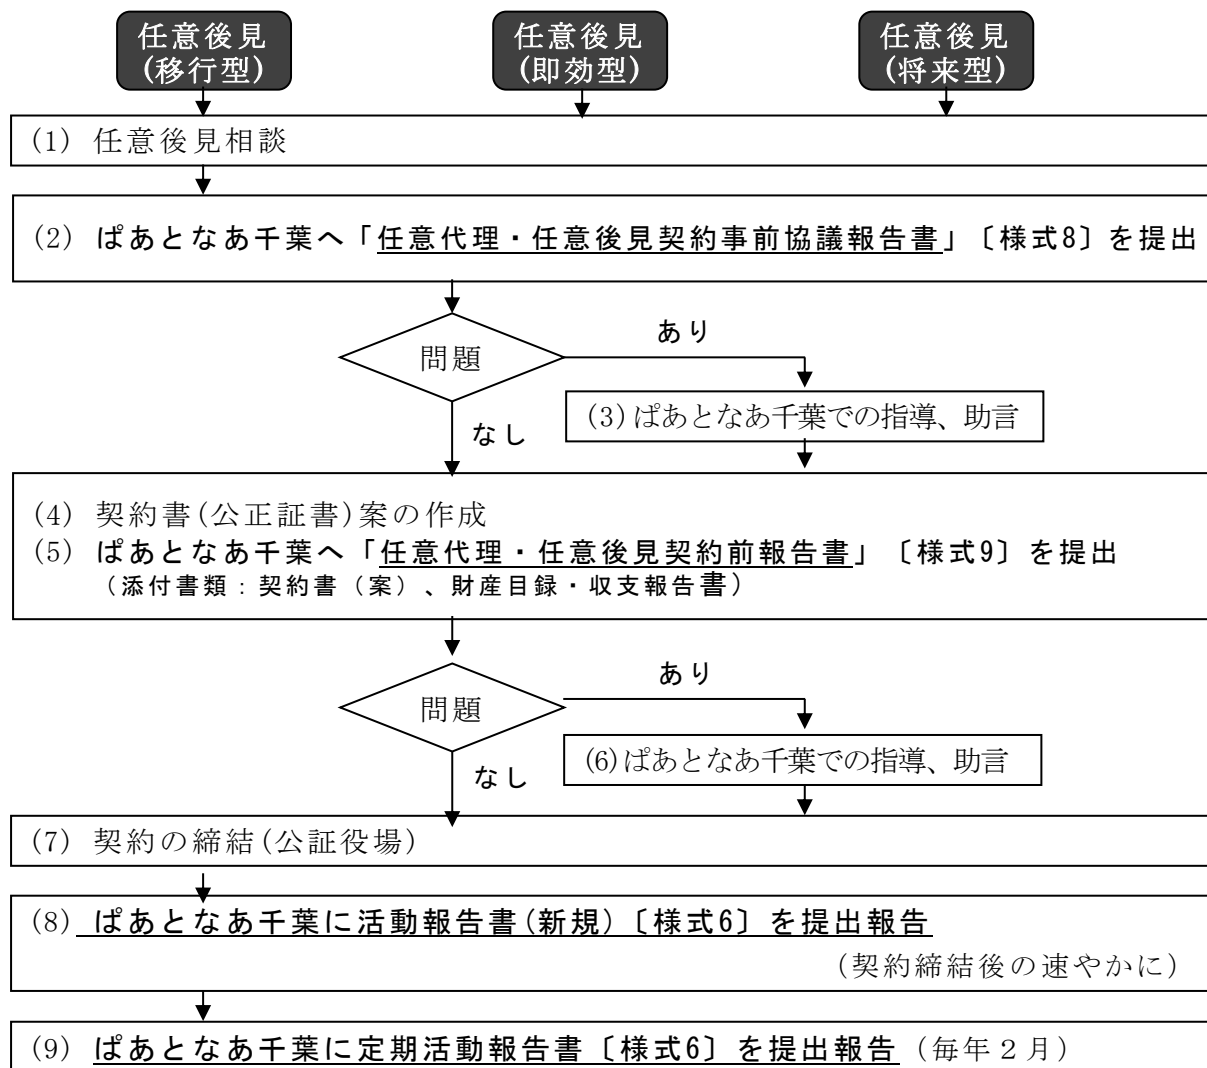 任意後見
(移行型)
任意後見
(即効型)
任意後見
(将来型)
(1) 任意後見相談
(2) ぱあとなあ千葉へ「任意代理・任意後見契約事前協議報告書」〔様式8〕を提出
問題
あり
なし
(3)ぱあとなあ千葉での指導、助言
(4) 契約書(公正証書)案の作成
(5) ぱあとなあ千葉へ「任意代理・任意後見契約前報告書」〔様式9〕を提出
（添付書類：契約書（案）、財産目録・収支報告書）
問題
あり
なし
(6)ぱあとなあ千葉での指導、助言
(7) 契約の締結(公証役場)
(8) ぱあとなあ千葉に活動報告書(新規)〔様式6〕を提出報告
（契約締結後の速やかに）
(9) ぱあとなあ千葉に定期活動報告書〔様式6〕を提出報告（毎年２月）